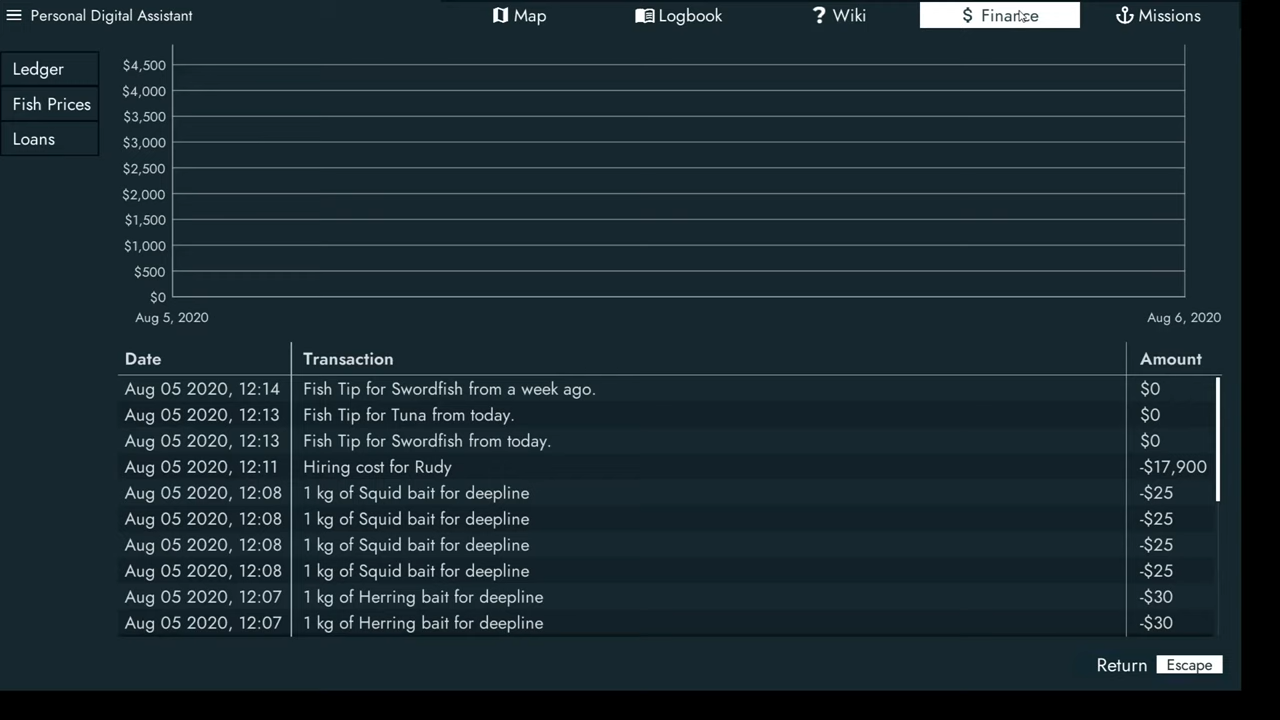 Personal Digital Assistant
Map
Logbook
? Wiki
$ Finance
Missions
Ledger
Fish Prices
Loans
$4,500
$4,000
$3,500
$3,000
$2,500
$2,000
$1,500
$1,000
$500
$0
Aug 5, 2020
Aug 6, 2020
Date Transaction Amount
Aug 05 2020, 12:14 Fish Tip for Swordfish from a week ago. $0
Aug 05 2020, 12:13 Fish Tip for Tuna from today. $0
Aug 05 2020, 12:13 Fish Tip for Swordfish from today. $0
Aug 05 2020, 12:11 Hiring cost for Rudy -$17,900
Aug 05 2020, 12:08 1 kg of Squid bait for deepline -$25
Aug 05 2020, 12:08 1 kg of Squid bait for deepline -$25
Aug 05 2020, 12:08 1 kg of Squid bait for deepline -$25
Aug 05 2020, 12:08 1 kg of Squid bait for deepline -$25
Aug 05 2020, 12:07 1 kg of Herring bait for deepline -$30
Aug 05 2020, 12:07 1 kg of Herring bait for deepline -$30
Return Escape